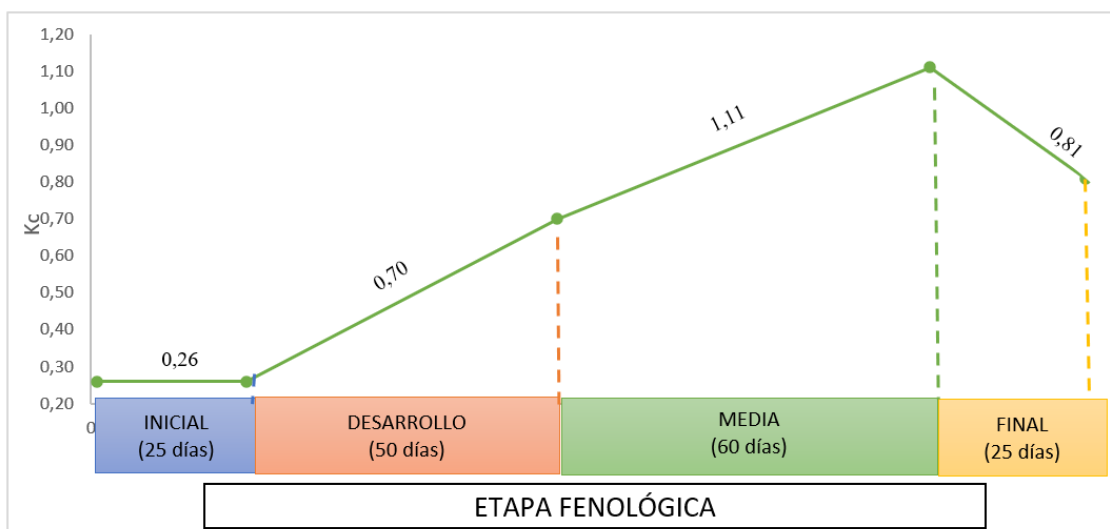 1,20
1,10
1,00
0,90
0,80
0,70
0,60
0,50
0,40
0,30
0,20
Kc
0
0,26
0,70
1,11
0,81
INICIAL
(25 días)
DESARROLLO
(50 días)
MEDIA
(60 días)
FINAL
(25 días)
ETAPA FENOLÓGICA